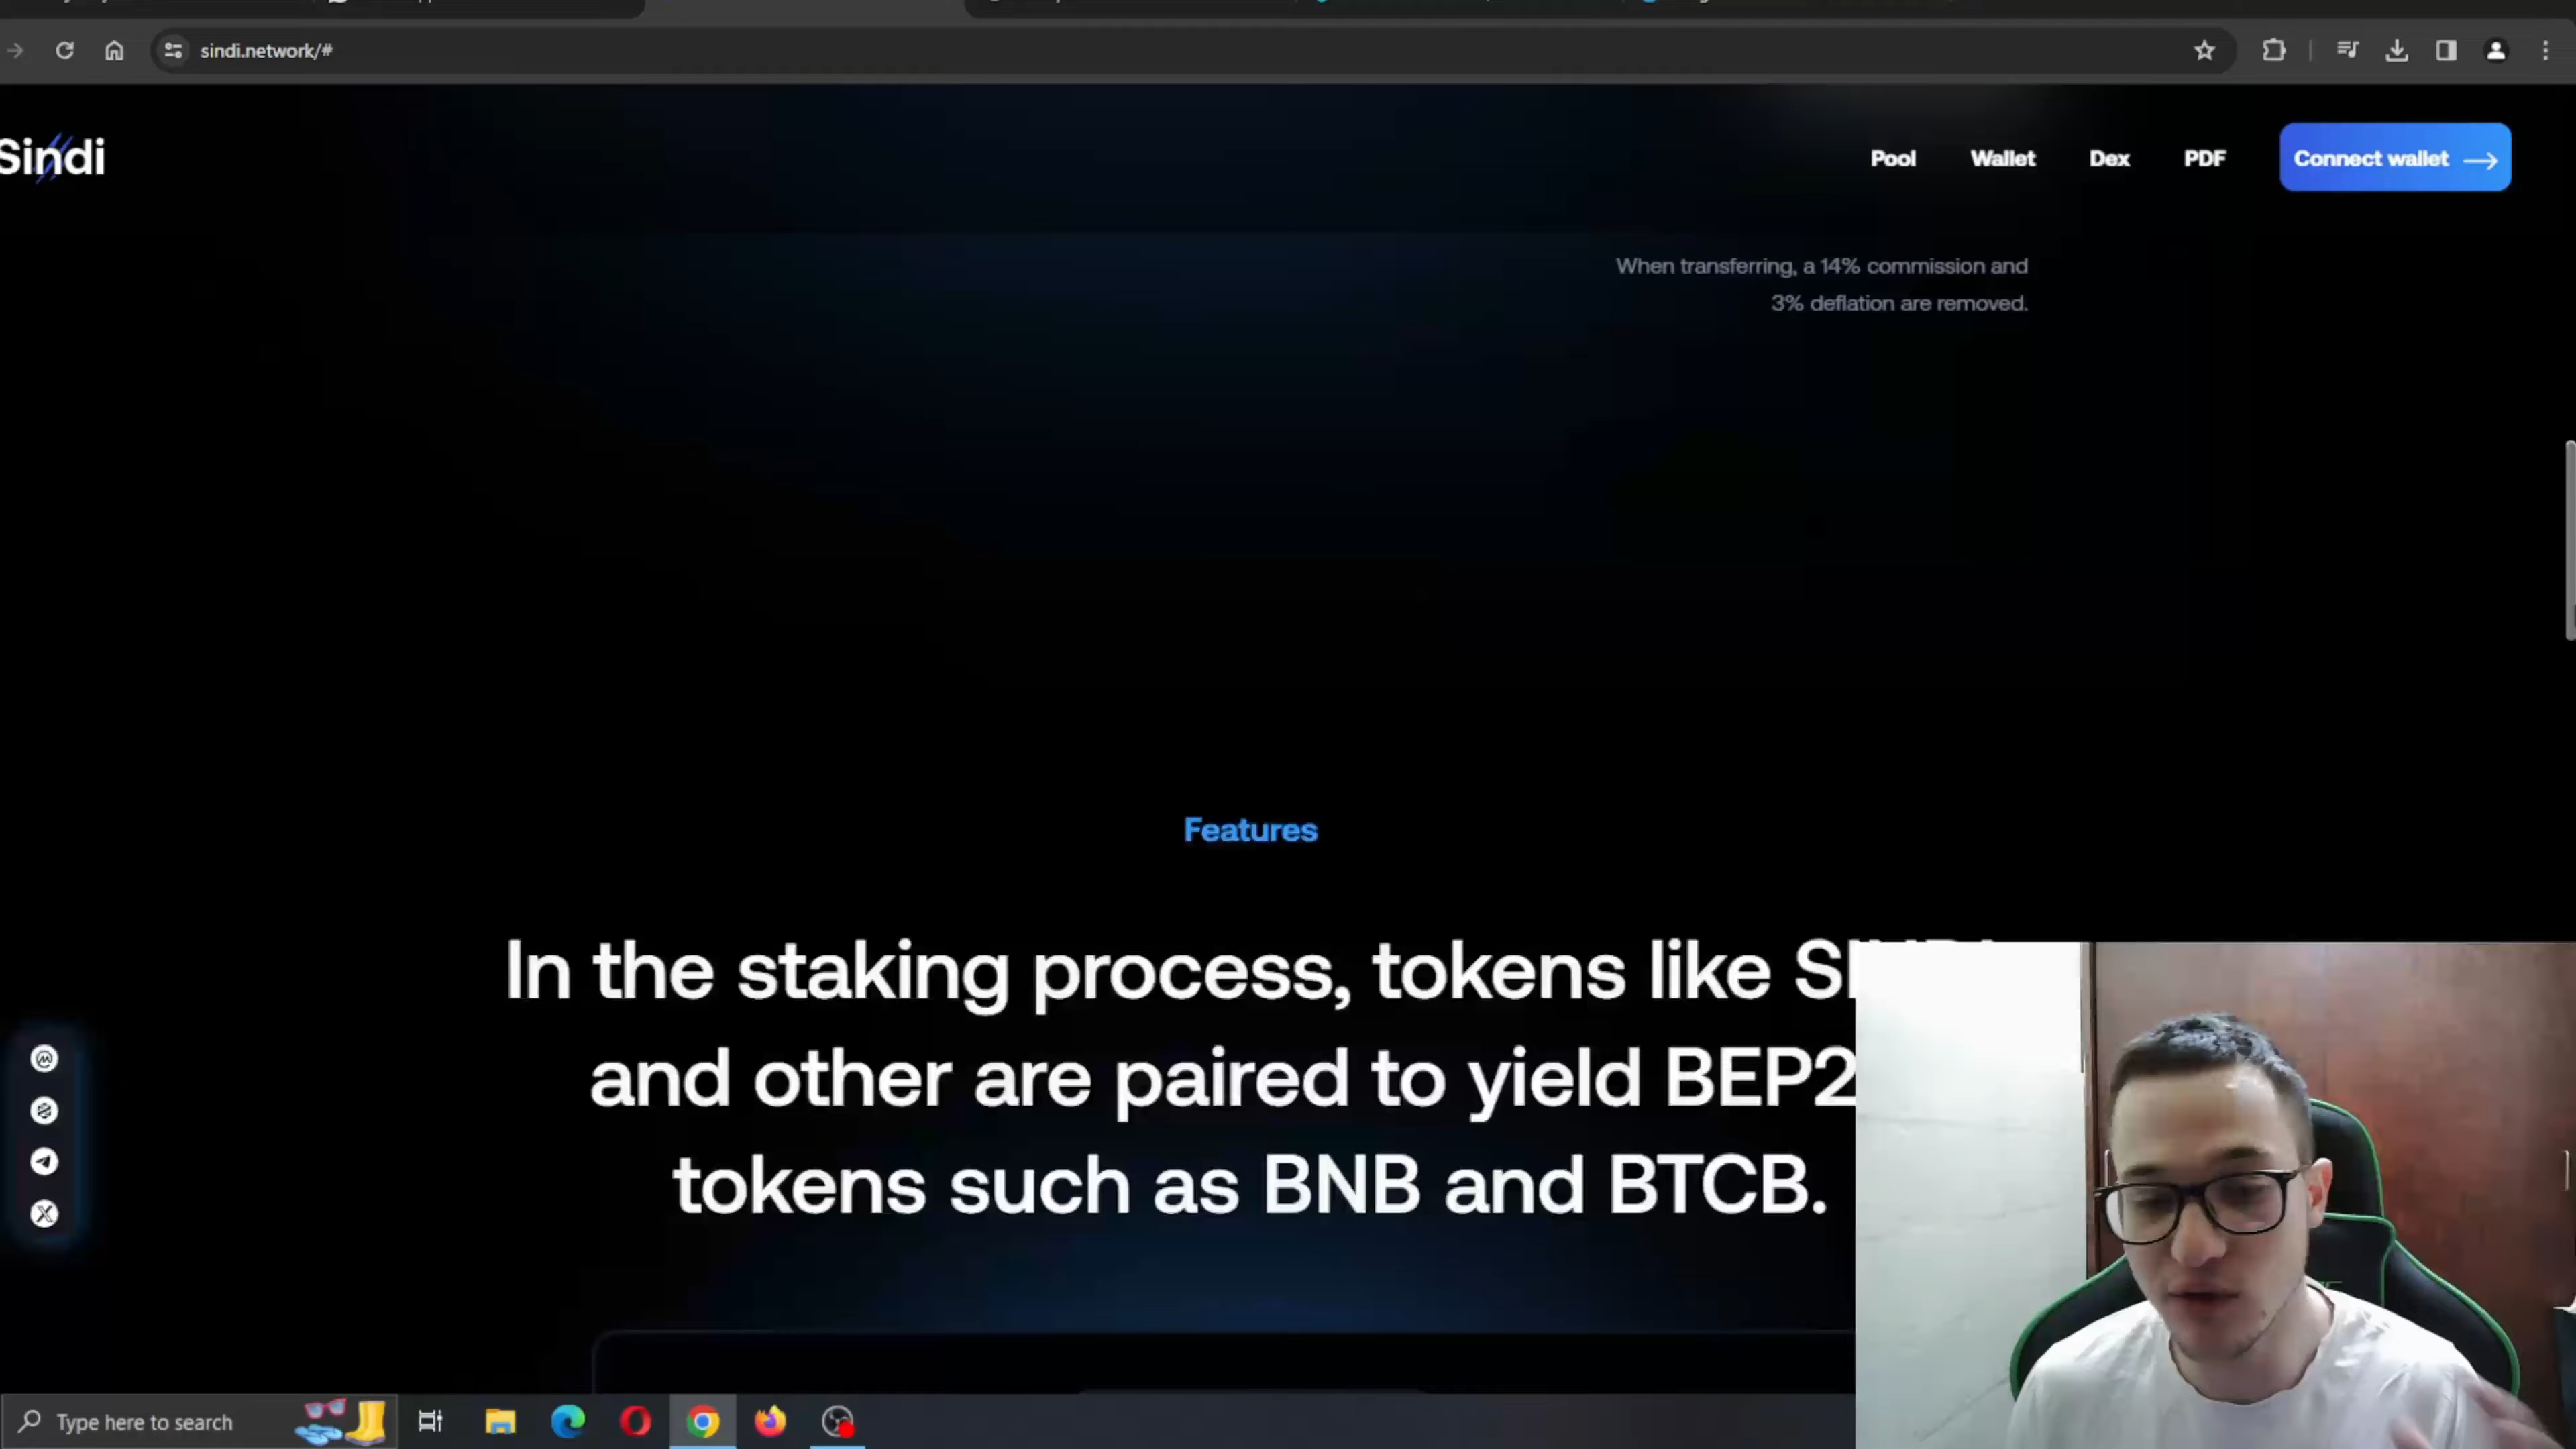 sindi.network/#
Sindi
Pool Wallet Dex PDF Connect wallet
When transferring, a 14% commission and
3% deflation are removed.
Features
In the staking process, tokens like
and other are paired to yield
tokens such as BNB and BTCB.
Type here to search